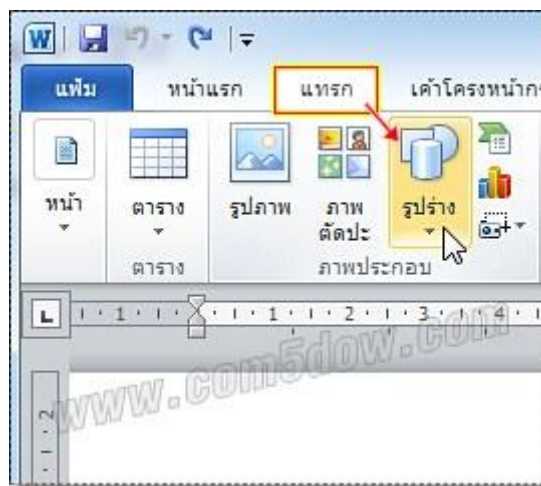 W
แฟ้ม หน้าแรก แทรก เค้าโครงหน้าก
หน้า ตาราง รูปภาพ ภาพ รูปร่าง
ตัดปะ
ตาราง ภาพประกอบ
L 1 1 2 3 4
www.com5dow.com
2
1